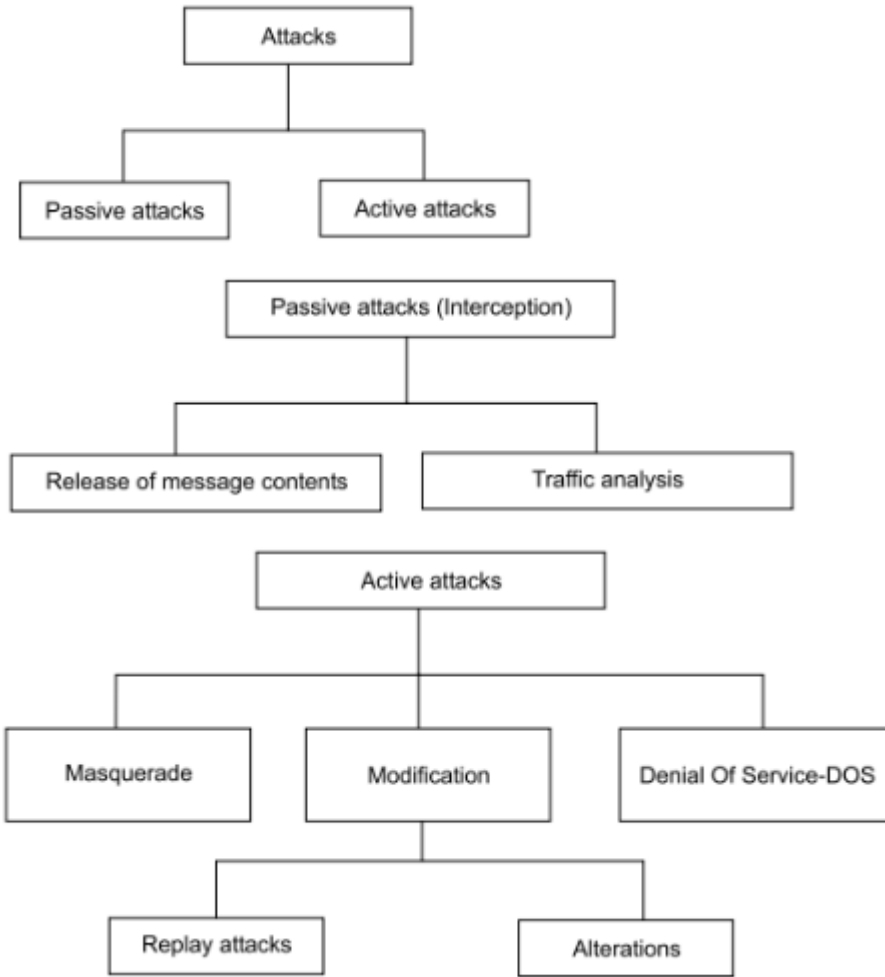 Attacks
Passive attacks
Active attacks
Passive attacks (Interception)
Release of message contents
Traffic analysis
Active attacks
Masquerade
Modification
Denial Of Service-DOS
Replay attacks
Alterations